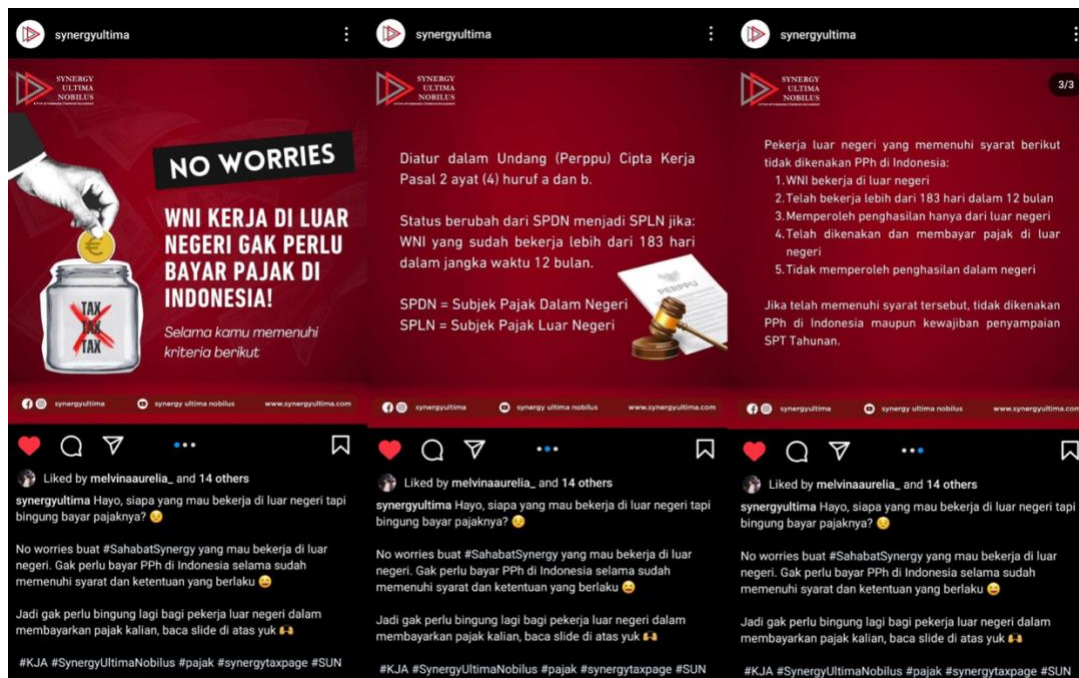 synergyultima
SYNERGY
ULTIMA
NOBILUS
NO WORRIES
WNI KERJA DI LUAR
NEGERI GAK PERLU
BAYAR PAJAK DI
INDONESIA!
Selama kamu memenuhi
kriteria berikut
TAX
TAX
TAX
synergyultima
synergy ultima nobilus
www.synergyultima.com
Liked by melvinaaurelia_ and 14 others
synergyultima Hayo, siapa yang mau bekerja di luar negeri tapi
bingung bayar pajaknya? 😥
No worries buat #SahabatSynergy yang mau bekerja di luar
negeri. Gak perlu bayar PPh di Indonesia selama sudah
memenuhi syarat dan ketentuan yang berlaku 😄
Jadi gak perlu bingung lagi bagi pekerja luar negeri dalam
membayarkan pajak kalian, baca slide di atas yuk 🙌
#KJA #SynergyUltimaNobilus #pajak #synergytaxpage #SUN
synergyultima
SYNERGY
ULTIMA
NOBILUS
Diatur dalam Undang (Perppu) Cipta Kerja
Pasal 2 ayat (4) huruf a dan b.
Status berubah dari SPDN menjadi SPLN jika:
WNI yang sudah bekerja lebih dari 183 hari
dalam jangka waktu 12 bulan.
SPDN = Subjek Pajak Dalam Negeri
SPLN = Subjek Pajak Luar Negeri
PERPPU
synergyultima
synergy ultima nobilus
www.synergyultima.com
Liked by melvinaaurelia_ and 14 others
synergyultima Hayo, siapa yang mau bekerja di luar negeri tapi
bingung bayar pajaknya? 😥
No worries buat #SahabatSynergy yang mau bekerja di luar
negeri. Gak perlu bayar PPh di Indonesia selama sudah
memenuhi syarat dan ketentuan yang berlaku 😄
Jadi gak perlu bingung lagi bagi pekerja luar negeri dalam
membayarkan pajak kalian, baca slide di atas yuk 🙌
#KJA #SynergyUltimaNobilus #pajak #synergytaxpage #SUN
synergyultima
SYNERGY
ULTIMA
NOBILUS
3/3
Pekerja luar negeri yang memenuhi syarat berikut
tidak dikenakan PPh di Indonesia:
1. WNI bekerja di luar negeri
2. Telah bekerja lebih dari 183 hari dalam 12 bulan
3. Memperoleh penghasilan hanya dari luar negeri
4. Telah dikenakan dan membayar pajak di luar
negeri
5. Tidak memperoleh penghasilan dalam negeri
Jika telah memenuhi syarat tersebut, tidak dikenakan
PPh di Indonesia maupun kewajiban penyampaian
SPT Tahunan.
synergyultima
synergy ultima nobilus
www.synergyultima.com
Liked by melvinaaurelia_ and 14 others
synergyultima Hayo, siapa yang mau bekerja di luar negeri tapi
bingung bayar pajaknya? 😥
No worries buat #SahabatSynergy yang mau bekerja di luar
negeri. Gak perlu bayar PPh di Indonesia selama sudah
memenuhi syarat dan ketentuan yang berlaku 😄
Jadi gak perlu bingung lagi bagi pekerja luar negeri dalam
membayarkan pajak kalian, baca slide di atas yuk 🙌
#KJA #SynergyUltimaNobilus #pajak #synergytaxpage #SUN